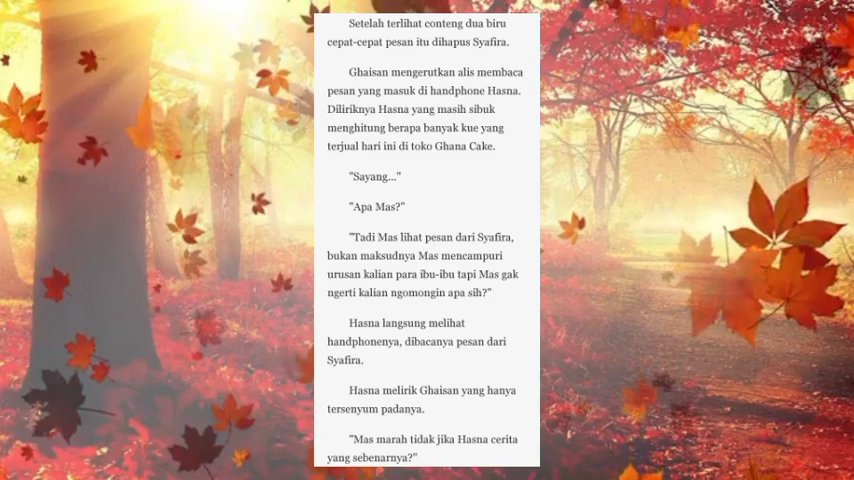 Setelah terlihat conteng dua biru
cepat-cepat pesan itu dihapus Syafira.
Ghaisan mengerutkan alis membaca
pesan yang masuk di handphone Hasna.
Diliriknya Hasna yang masih sibuk
menghitung berapa banyak kue yang
terjual hari ini di toko Ghana Cake.
"Sayang..."
"Apa Mas?"
"Tadi Mas lihat pesan dari Syafira,
bukan maksudnya Mas mencampuri
urusan kalian para ibu-ibu tapi Mas gak
ngerti kalian ngomongin apa sih?"
Hasna langsung melihat
handphonenya, dibacanya pesan dari
Syafira.
Hasna melirik Ghaisan yang hanya
tersenyum padanya.
"Mas marah tidak jika Hasna cerita
yang sebenarnya?"